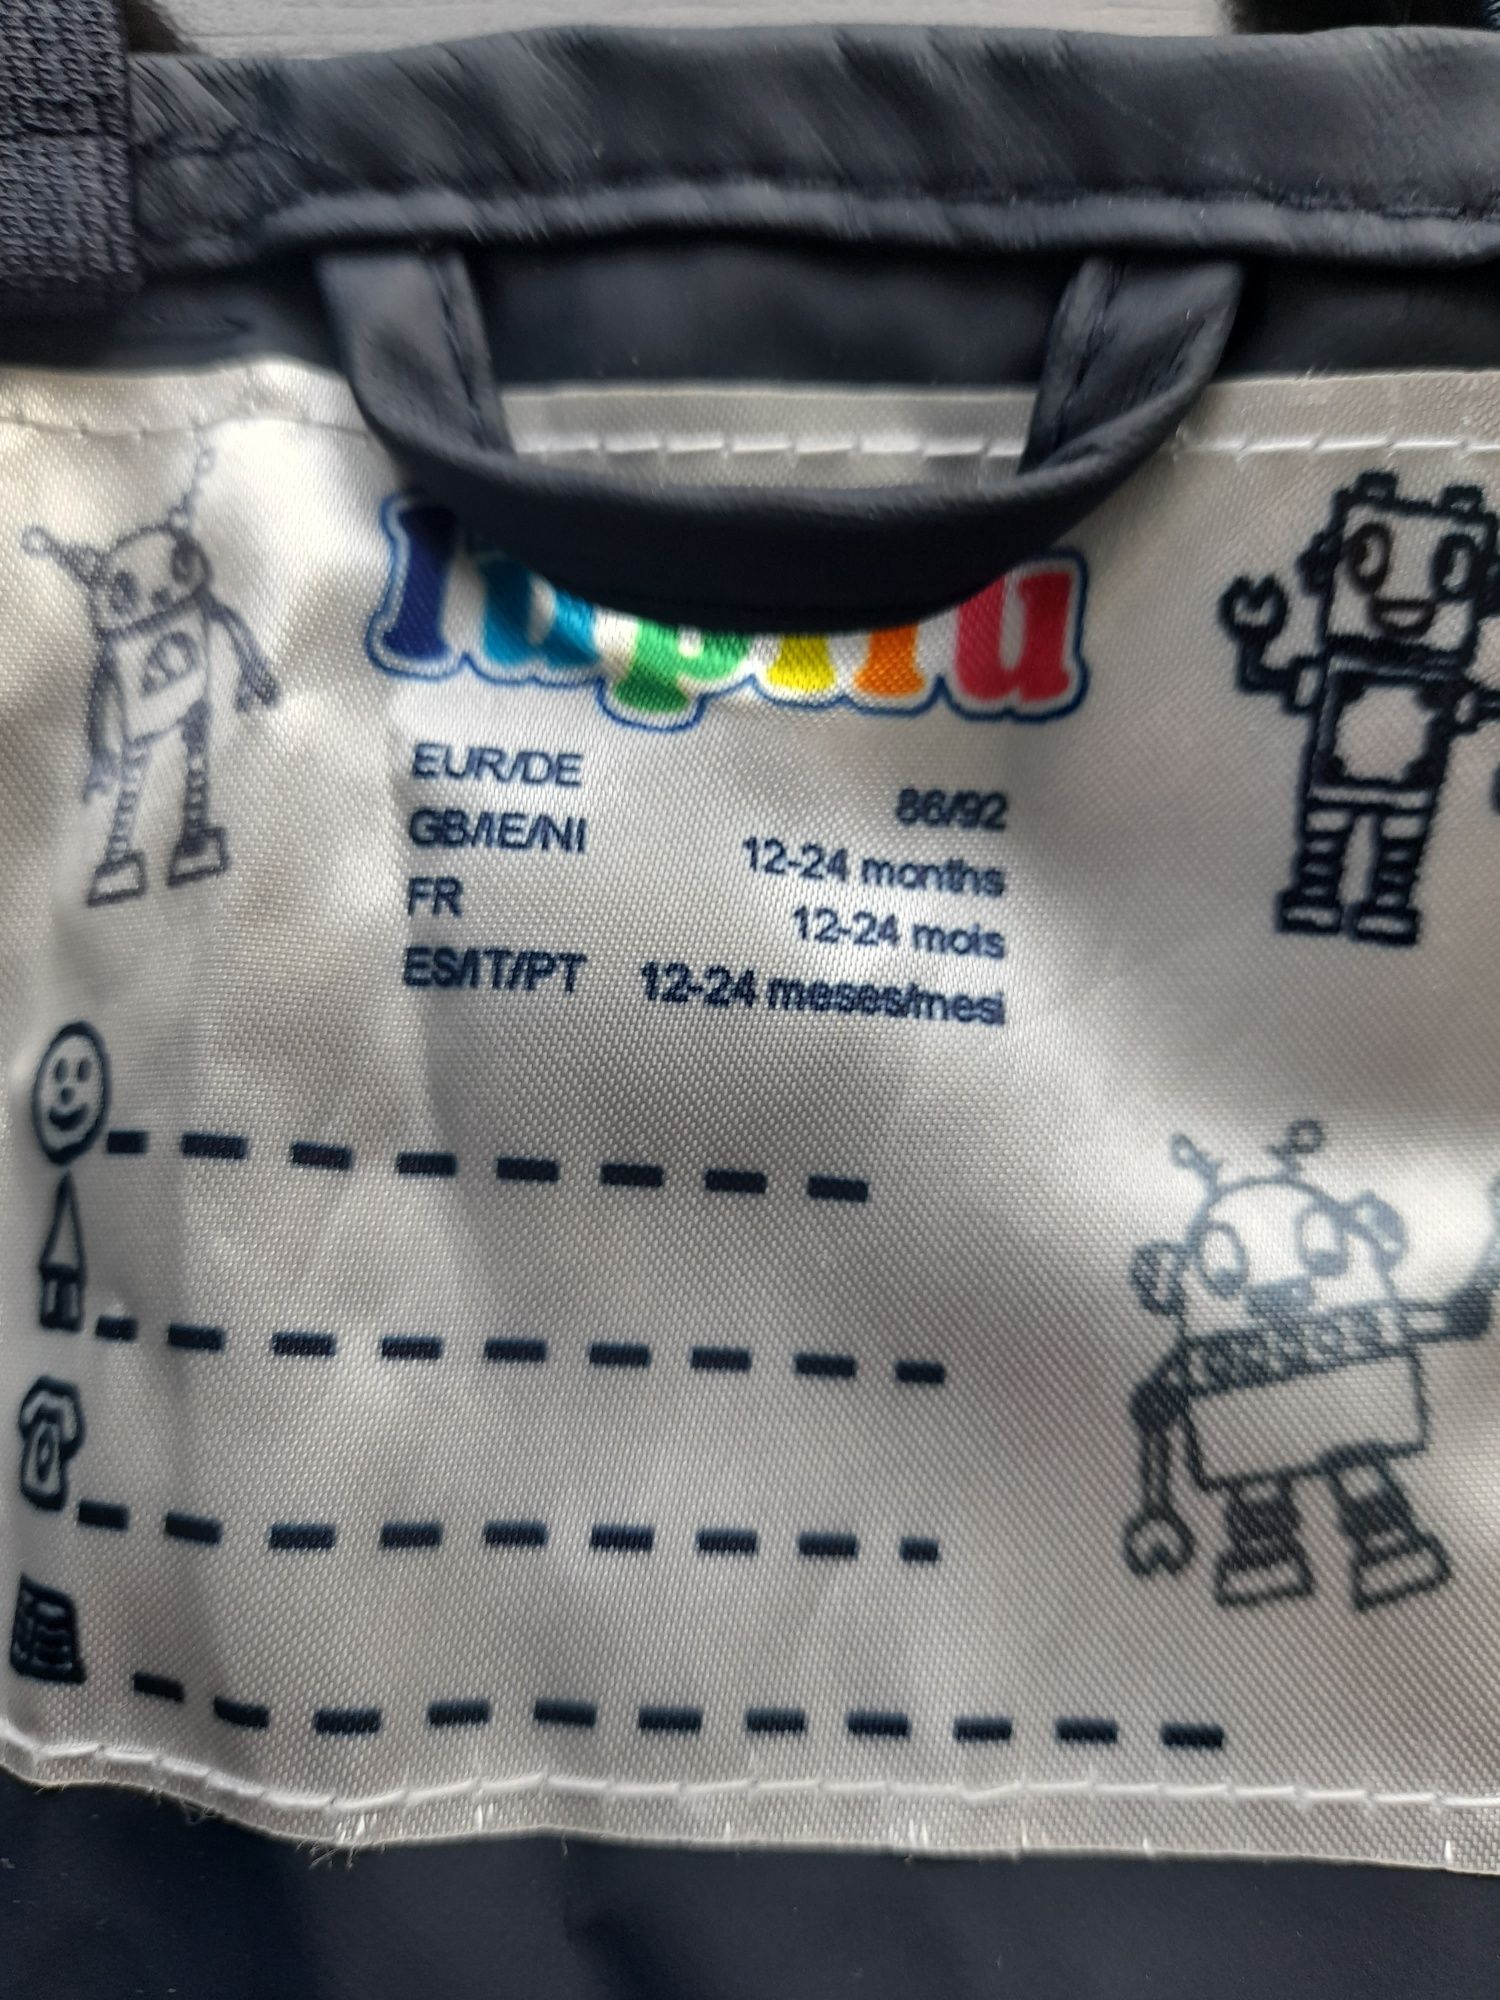 lupilu
EUR/DE 86/92
GB/IE/NI 12-24 months
FR 12-24 mois
ES/IT/PT 12-24 meses/mesi